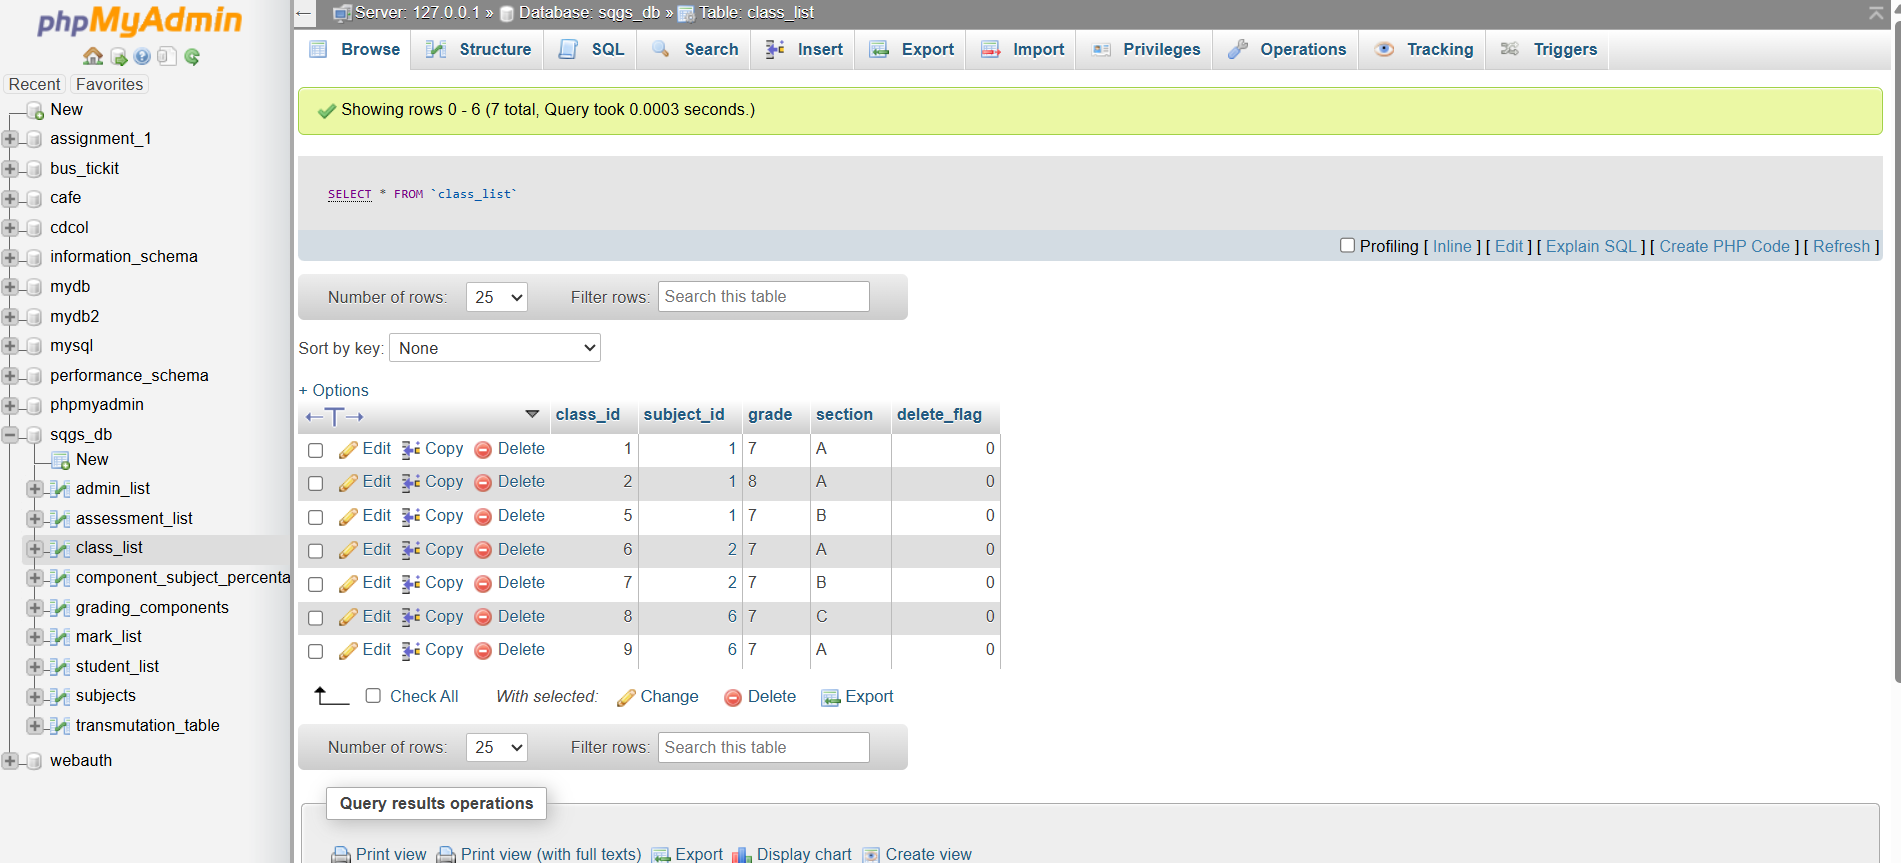 phpMyAdmin
Recent Favorites
New
assignment_1
bus_tickit
cafe
cdcol
information_schema
mydb
mydb2
mysql
performance_schema
phpmyadmin
sqgs_db
New
admin_list
assessment_list
class_list
component_subject_percenta
grading_components
mark_list
student_list
subjects
transmutation_table
webauth
Server: 127.0.0.1 » Database: sqgs_db » Table: class_list
Browse Structure SQL Search Insert Export Import Privileges Operations Tracking Triggers
Showing rows 0 - 6 (7 total, Query took 0.0003 seconds.)
SELECT * FROM `class_list`
Profiling [ Inline ] [ Edit ] [ Explain SQL ] [ Create PHP Code ] [ Refresh ]
Number of rows: 25 Filter rows: Search this table
Sort by key: None
+ Options
←T→ class_id subject_id grade section delete_flag
Edit Copy Delete 1 1 7 A 0
Edit Copy Delete 2 1 8 A 0
Edit Copy Delete 5 1 7 B 0
Edit Copy Delete 6 2 7 A 0
Edit Copy Delete 7 2 7 B 0
Edit Copy Delete 8 6 7 C 0
Edit Copy Delete 9 6 7 A 0
Check All With selected: Change Delete Export
Number of rows: 25 Filter rows: Search this table
Query results operations
Print view Print view (with full texts) Export Display chart Create view